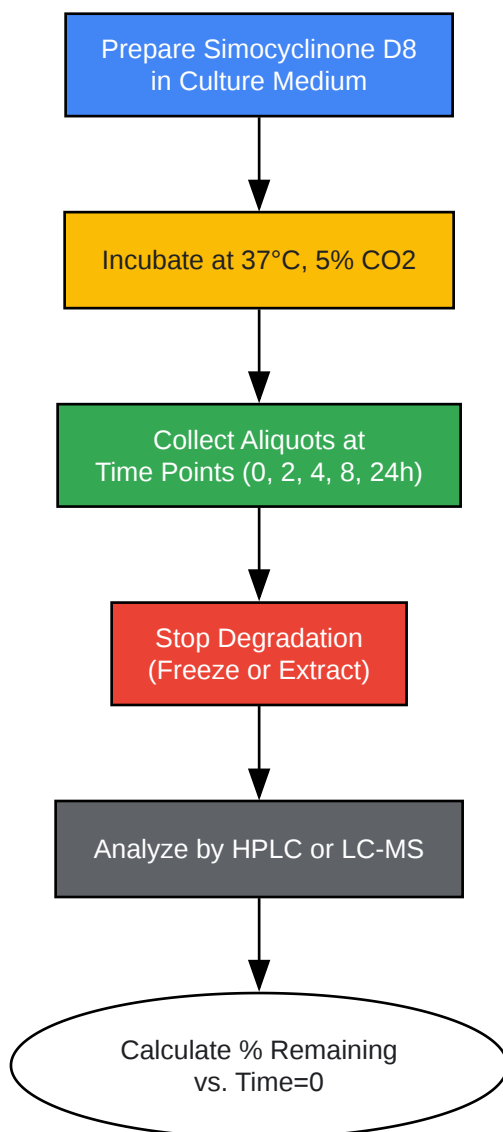 Prepare Simocyclinone D8
in Culture Medium
Incubate at 37°C, 5% CO2
Collect Aliquots at
Time Points (0, 2, 4, 8, 24h)
Stop Degradation
(Freeze or Extract)
Analyze by HPLC or LC-MS
Calculate % Remaining
vs. Time=0